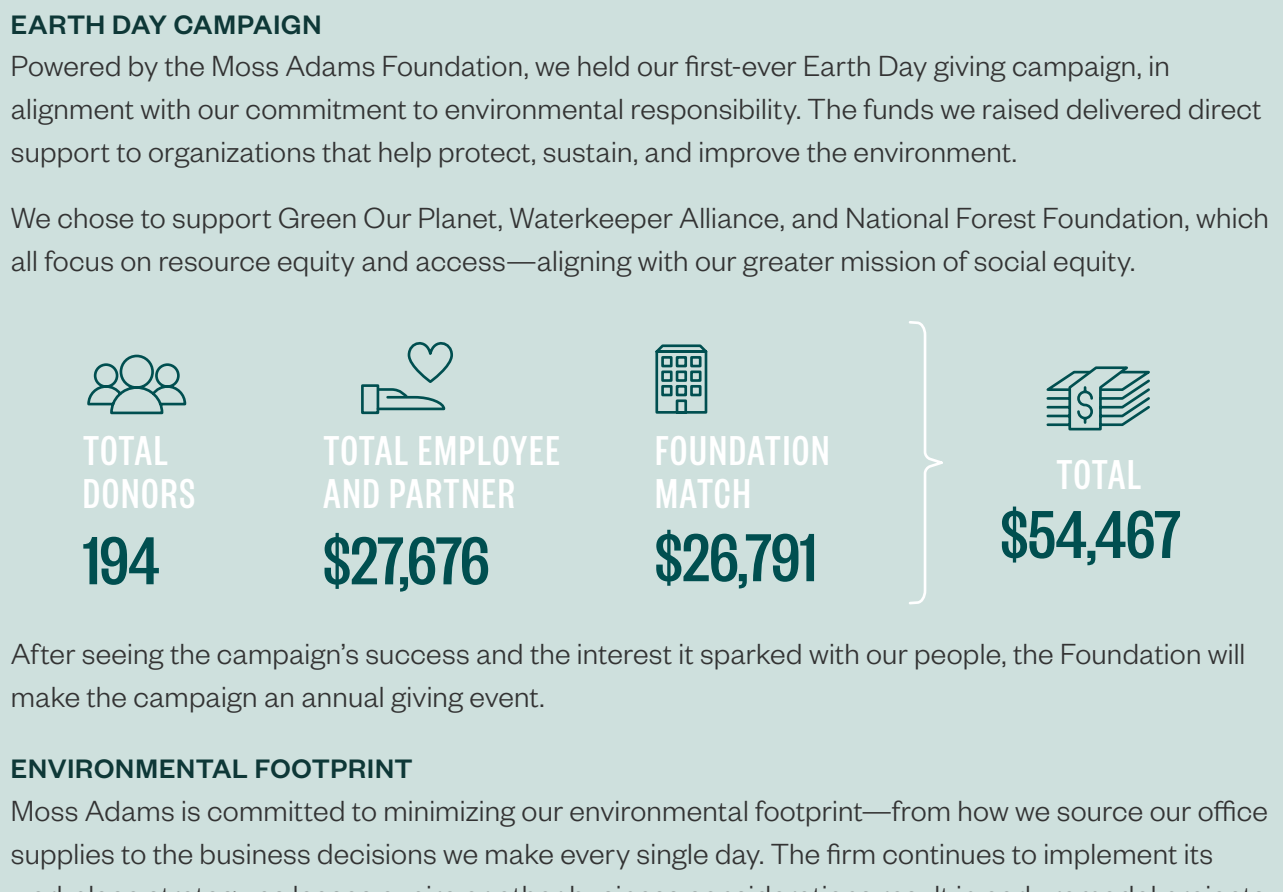 EARTH DAY CAMPAIGN
Powered by the Moss Adams Foundation, we held our first-ever Earth Day giving campaign, in
alignment with our commitment to environmental responsibility. The funds we raised delivered direct
support to organizations that help protect, sustain, and improve the environment.
We chose to support Green Our Planet, Waterkeeper Alliance, and National Forest Foundation, which
all focus on resource equity and access—aligning with our greater mission of social equity.
TOTAL
DONORS
194
TOTAL EMPLOYEE
AND PARTNER
$27,676
FOUNDATION
MATCH
$26,791
$
TOTAL
$54,467
After seeing the campaign’s success and the interest it sparked with our people, the Foundation will
make the campaign an annual giving event.
ENVIRONMENTAL FOOTPRINT
Moss Adams is committed to minimizing our environmental footprint—from how we source our office
supplies to the business decisions we make every single day. The firm continues to implement its